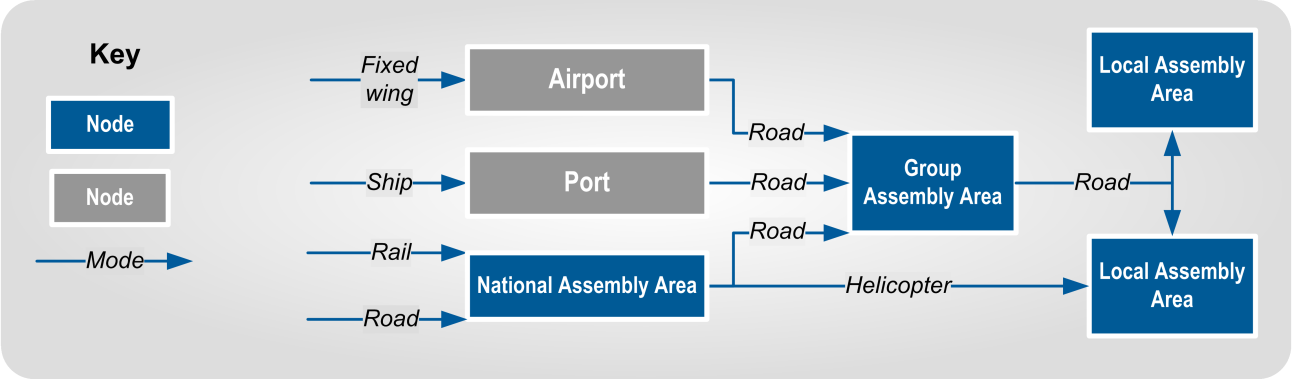 Key
Node
Node
Mode
Fixed
wing
Airport
Road
Ship
Port
Road
Rail
Road
National Assembly Area
Road
Helicopter
Group
Assembly Area
Road
Local Assembly
Area
Local Assembly
Area